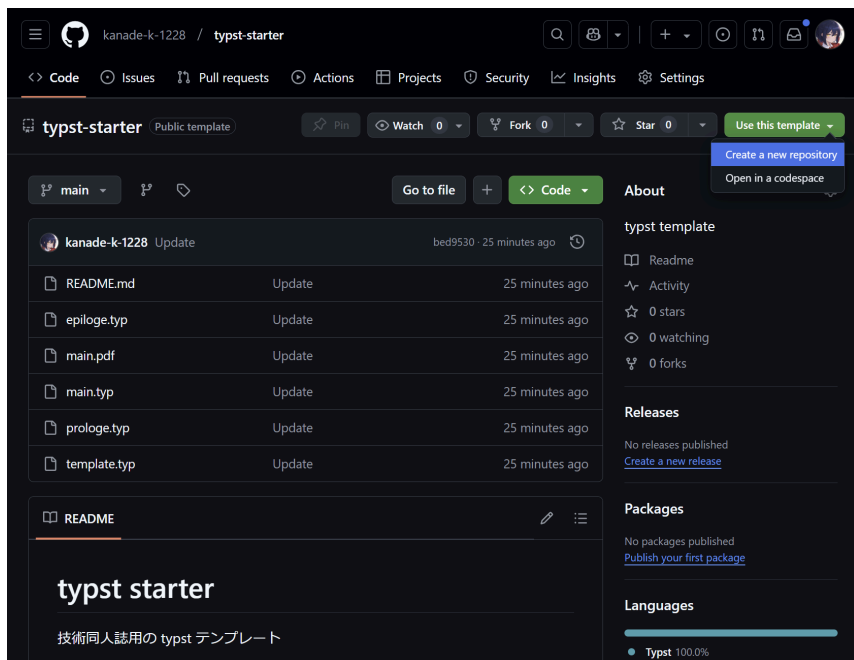 kanade-k-1228 / typst-starter
Code Issues Pull requests Actions Projects Security Insights Settings
typst-starter Public template Pin Watch 0 Fork 0 Star 0 Use this template
Create a new repository
Open in a codespace
main Go to file Code
kanade-k-1228 Update bed9530 · 25 minutes ago
README.md Update 25 minutes ago
epiloge.typ Update 25 minutes ago
main.pdf Update 25 minutes ago
main.typ Update 25 minutes ago
prologe.typ Update 25 minutes ago
template.typ Update 25 minutes ago
README
typst starter
技術同人誌用の typst テンプレート
About
typst template
Readme
Activity
0 stars
0 watching
0 forks
Releases
No releases published
Create a new release
Packages
No packages published
Publish your first package
Languages
Typst 100.0%